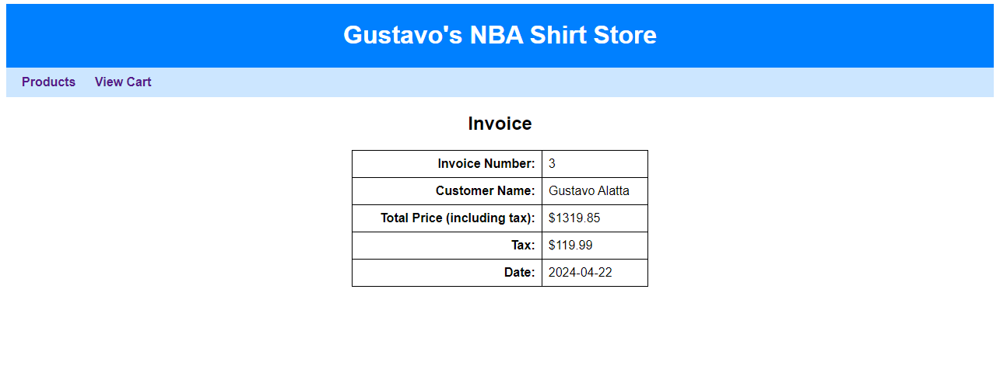 Gustavo's NBA Shirt Store
Products View Cart
Invoice
Invoice Number: 3
Customer Name: Gustavo Alatta
Total Price (including tax): $1319.85
Tax: $119.99
Date: 2024-04-22